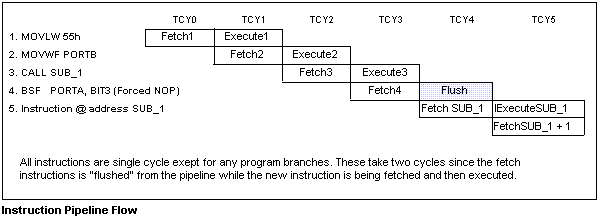 TCY0 TCY1 TCY2 TCY3 TCY4 TCY5
1. MOVLW 55h Fetch1 Execute1
2. MOVWF PORTB Fetch2 Execute2
3. CALL SUB_1 Fetch3 Execute3
4. BSF PORTA, BIT3 (Forced NOP) Fetch4 Flush
5. Instruction @ address SUB_1 Fetch SUB_1 IExecuteSUB_1
FetchSUB_1 + 1
All instructions are single cycle exept for any program branches. These take two cycles since the fetch
instructions is "flushed" from the pipeline while the new instruction is being fetched and then executed.
Instruction Pipeline Flow